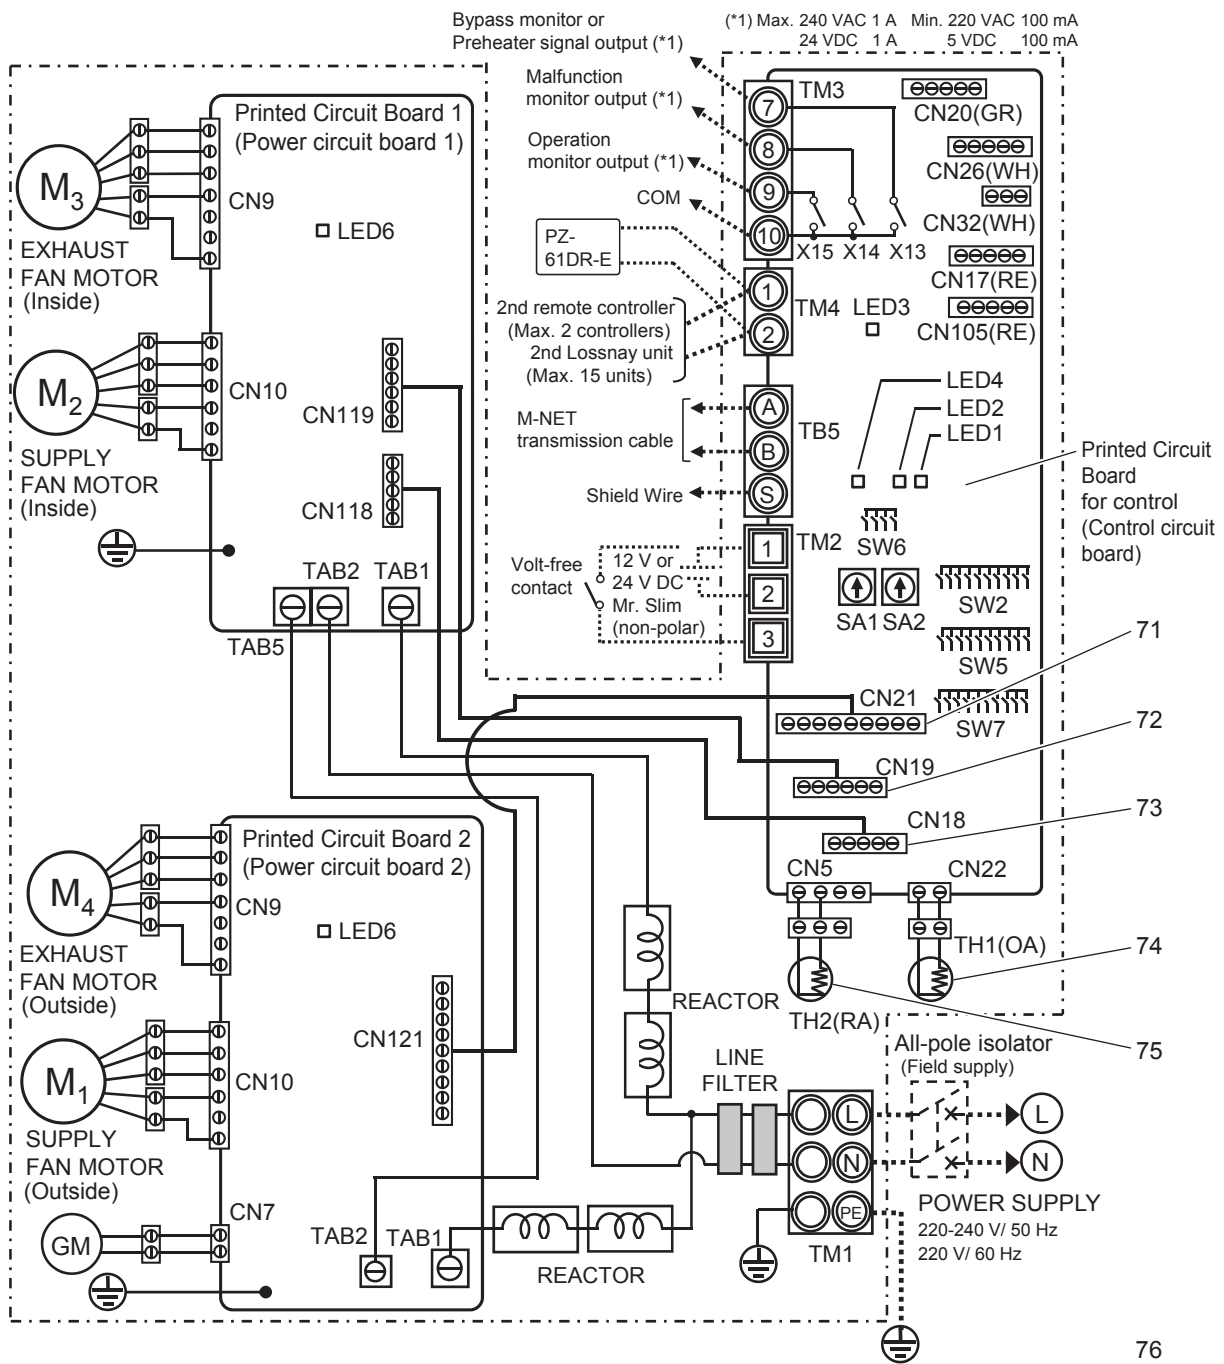 Bypass monitor or
Preheater signal output (*1)
(*1) Max. 240 VAC 1 A Min. 220 VAC 100 mA
24 VDC 1 A 5 VDC 100 mA
Malfunction
monitor output (*1)
Operation
monitor output (*1)
COM
PZ-
61DR-E
2nd remote controller
(Max. 2 controllers)
2nd Lossnay unit
(Max. 15 units)
M-NET
transmission cable
Shield Wire
Volt-free
contact
12 V or
24 V DC
Mr. Slim
(non-polar)
Printed Circuit Board 1
(Power circuit board 1)
M3
CN9
LED6
EXHAUST
FAN MOTOR
(Inside)
M2
CN10
CN119
SUPPLY
FAN MOTOR
(Inside)
CN118
TAB2
TAB1
TAB5
7
TM3
8
9
10
X15 X14 X13
1
TM4
2
LED3
A
TB5
B
S
1
TM2
2
3
CN20(GR)
CN26(WH)
CN32(WH)
CN17(RE)
CN105(RE)
LED4
LED2
LED1
Printed Circuit
Board
for control
(Control circuit
board)
SW6
SA1 SA2
SW2
SW5
SW7
CN21
CN19
CN18
CN5
CN22
TH1(OA)
TH2(RA)
71
72
73
74
75
Printed Circuit Board 2
(Power circuit board 2)
M4
CN9
LED6
EXHAUST
FAN MOTOR
(Outside)
CN121
M1
CN10
SUPPLY
FAN MOTOR
(Outside)
CN7
GM
TAB2
TAB1
REACTOR
REACTOR
LINE
FILTER
L
N
PE
TM1
All-pole isolator
(Field supply)
L
N
POWER SUPPLY
220-240 V/ 50 Hz
220 V/ 60 Hz
76